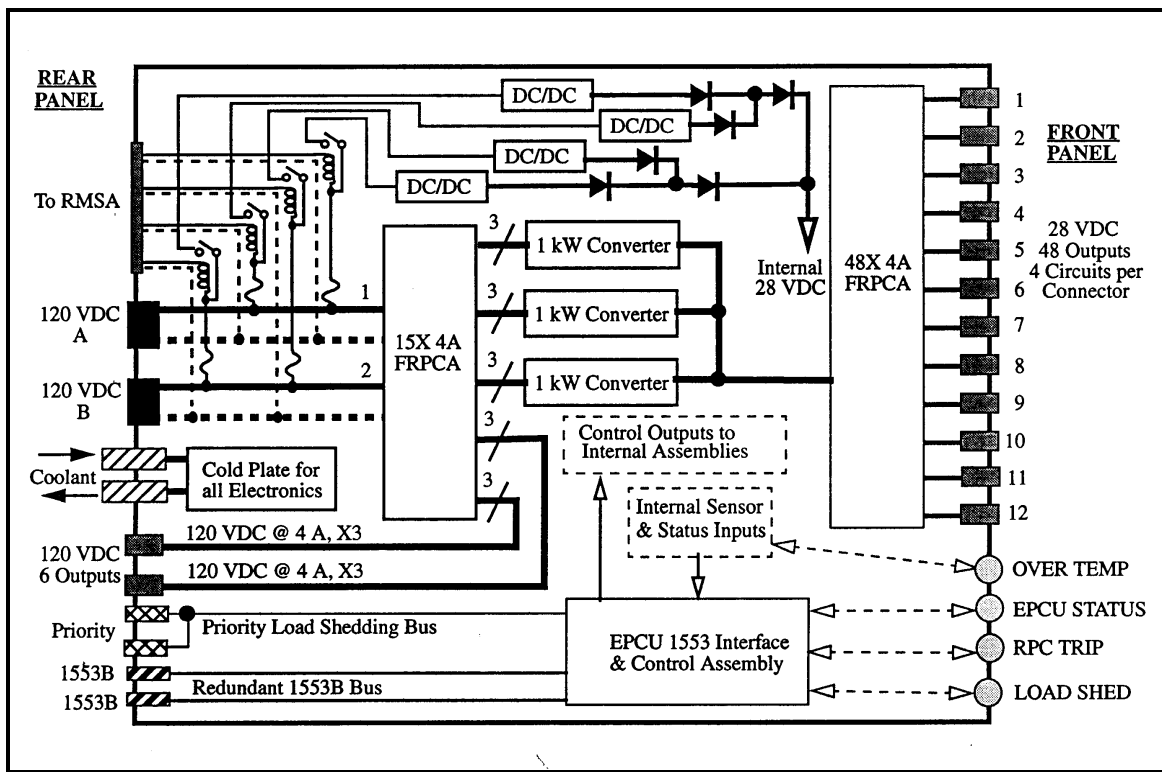 REAR
PANEL
DC/DC
DC/DC
DC/DC
DC/DC
To RMSA
120 VDC
A
120 VDC
B
1
2
15X 4A
FRPCA
3
3
3
3
3
1 kW Converter
1 kW Converter
1 kW Converter
Internal
28 VDC
48X 4A
FRPCA
1
2
3
4
5
6
7
8
9
10
11
12
FRONT
PANEL
28 VDC
48 Outputs
4 Circuits per
Connector
Coolant
Cold Plate for
all Electronics
Control Outputs to
Internal Assemblies
Internal Sensor
& Status Inputs
120 VDC
6 Outputs
120 VDC @ 4 A, X3
120 VDC @ 4 A, X3
Priority
Priority Load Shedding Bus
1553B
1553B
Redundant 1553B Bus
EPCU 1553 Interface
& Control Assembly
OVER TEMP
EPCU STATUS
RPC TRIP
LOAD SHED